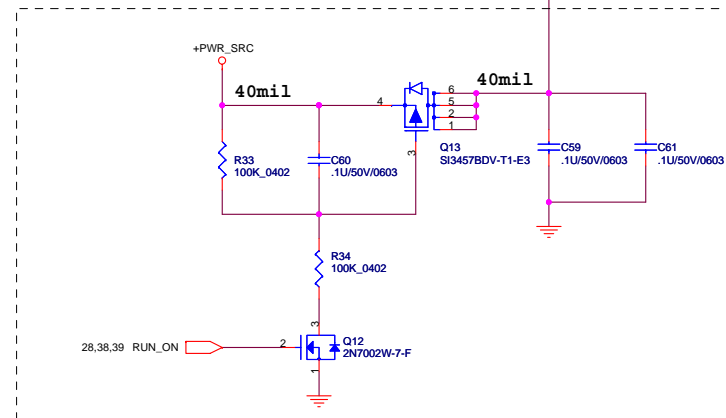 +PWR_SRC
40mil
40mil
4
6
5
2
1
3
Q13
SI3457BDV-T1-E3
R33
100K_0402
C60
.1U/50V/0603
C59
.1U/50V/0603
C61
.1U/50V/0603
R34
100K_0402
3
28,38,39 RUN_ON
2
Q12
2N7002W-7-F
1